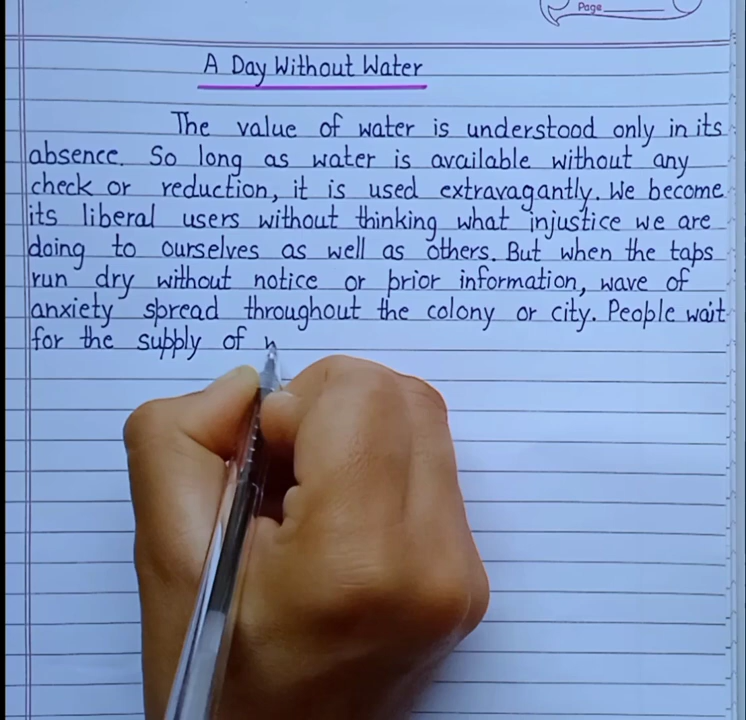 Page
A Day Without Water
The value of water is understood only in its
absence. So long as water is available without any
check or reduction, it is used extravagantly. We become
its liberal users without thinking what injustice we are
doing to ourselves as well as others. But when the taps
run dry without notice or prior information, wave of
anxiety spread throughout the colony or city. People wait
for the supply of